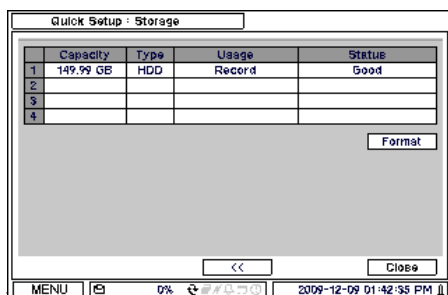 Quick Setup : Storage
Capacity Type Usage Status
1 149.99 GB HDD Record Good
2
3
4
Format
<< Close
MENU 0% 2009-12-09 01:42:35 PM